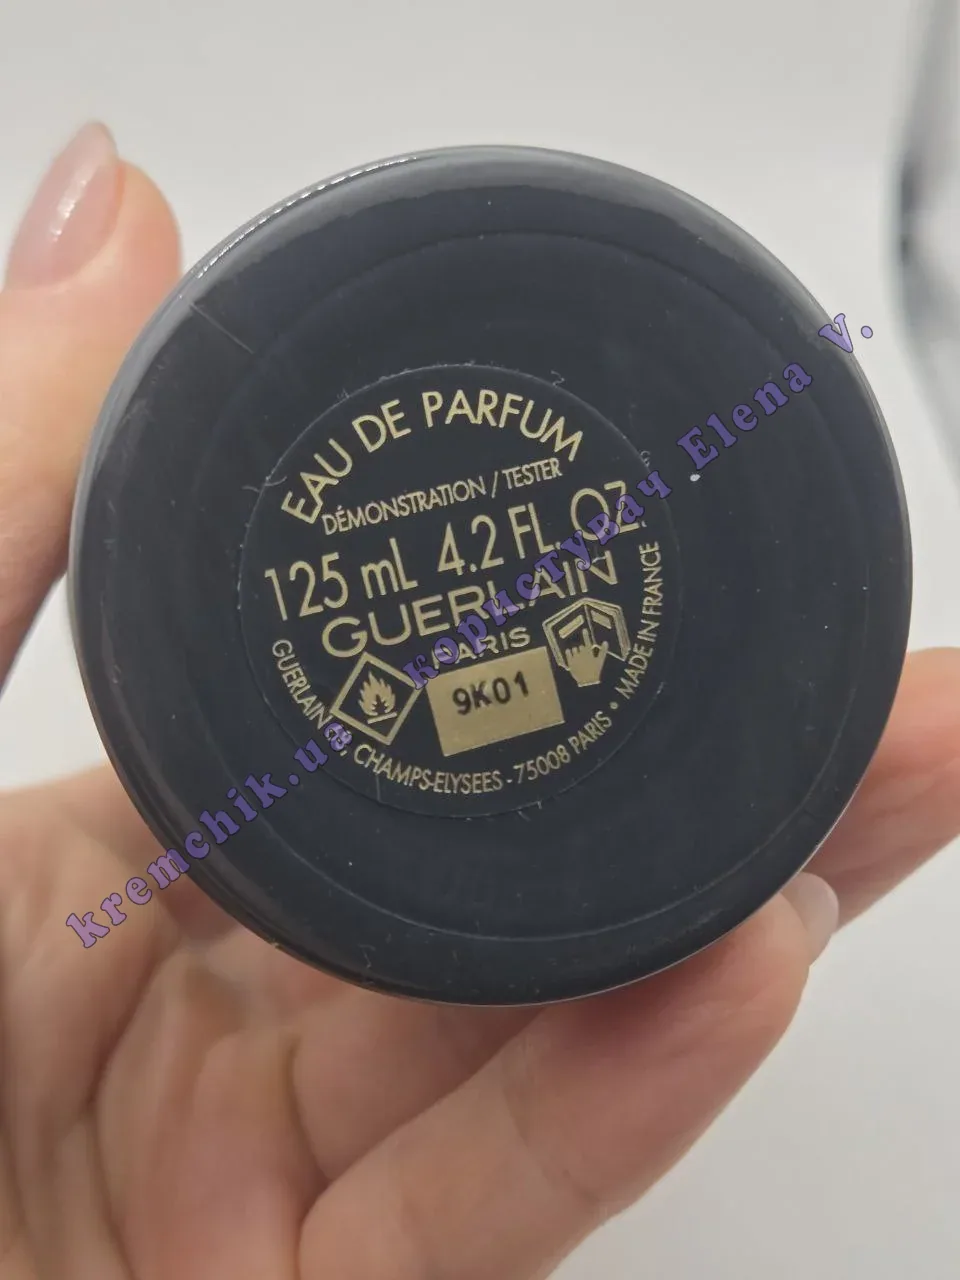 EAU DE PARFUM
DÉMONSTRATION / TESTER
125 mL 4.2 FL. OZ.
GUERLAIN
PARIS
9K01
GUERLAIN 68, CHAMPS-ELYSEES - 75008 PARIS • MADE IN FRANCE
kremchik.ua користувач Elena v.